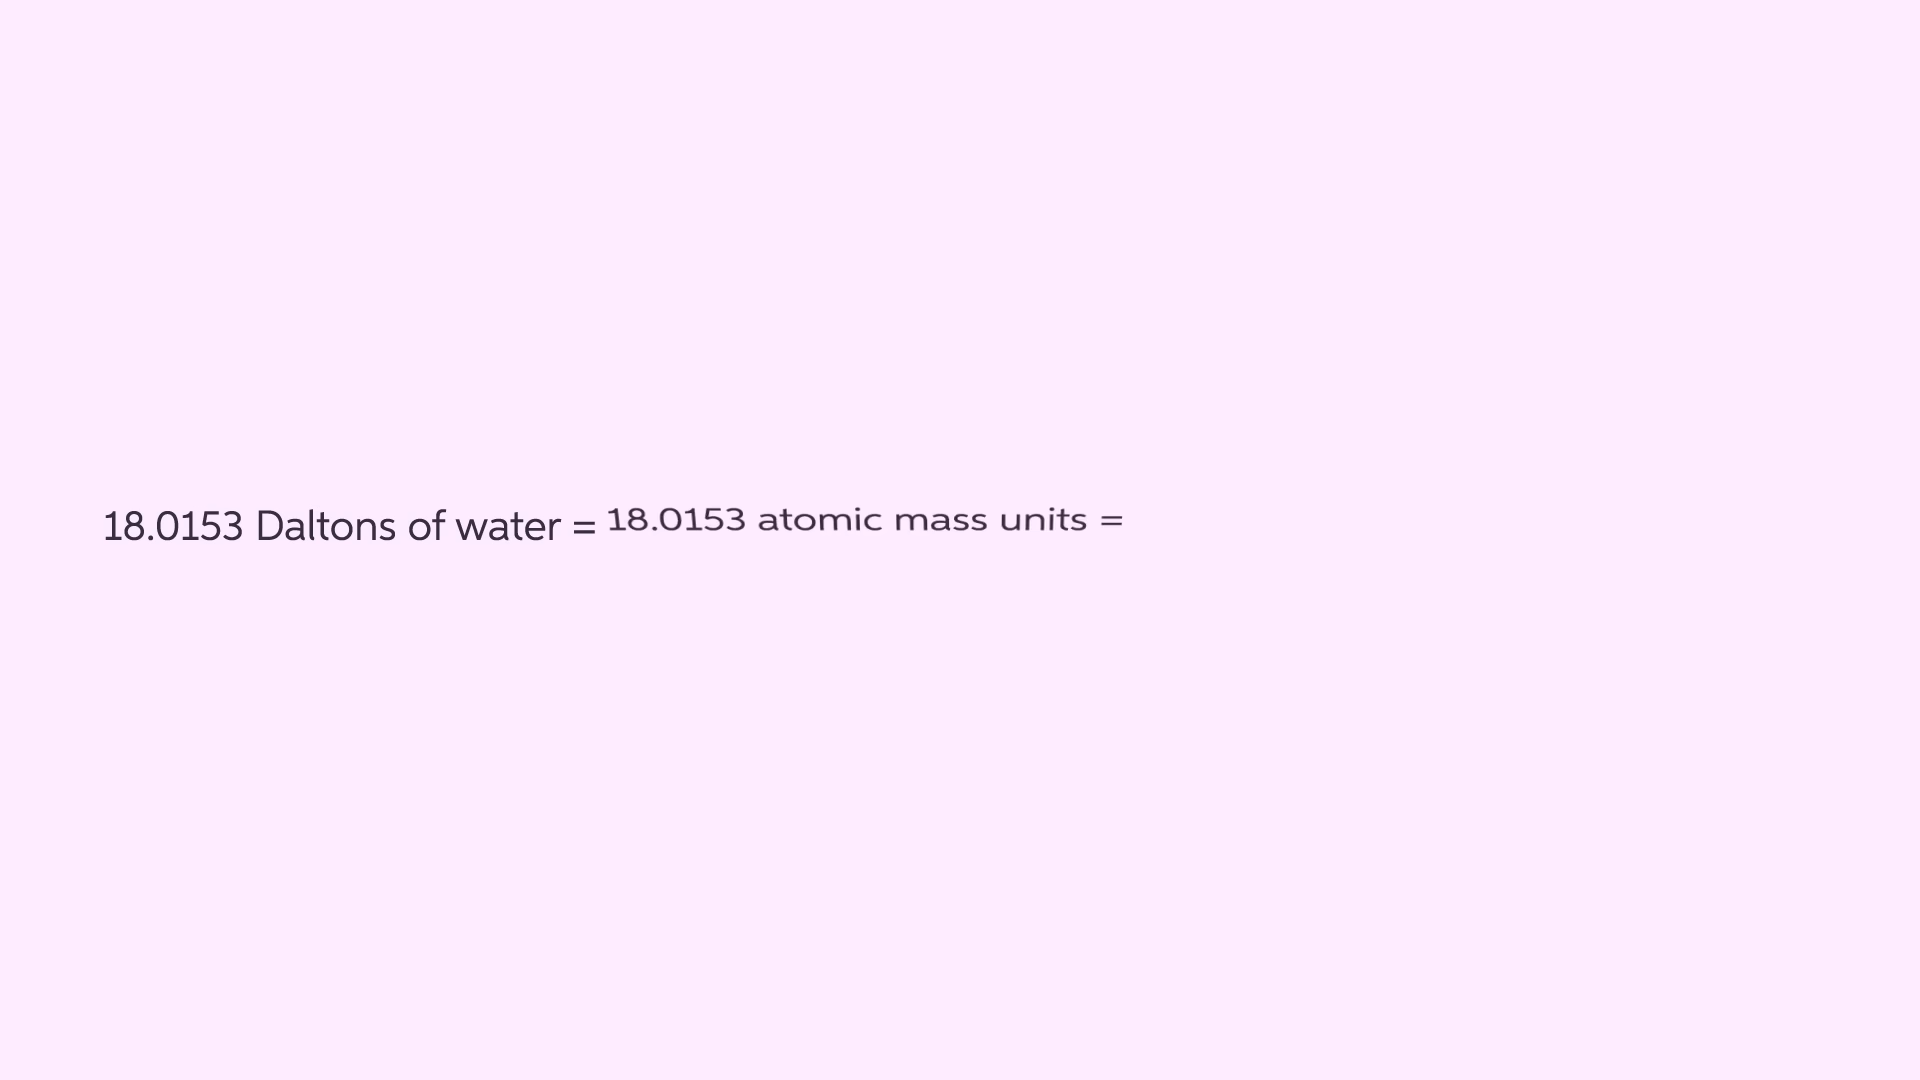 18.0153 Daltons of water = 18.0153 atomic mass units =